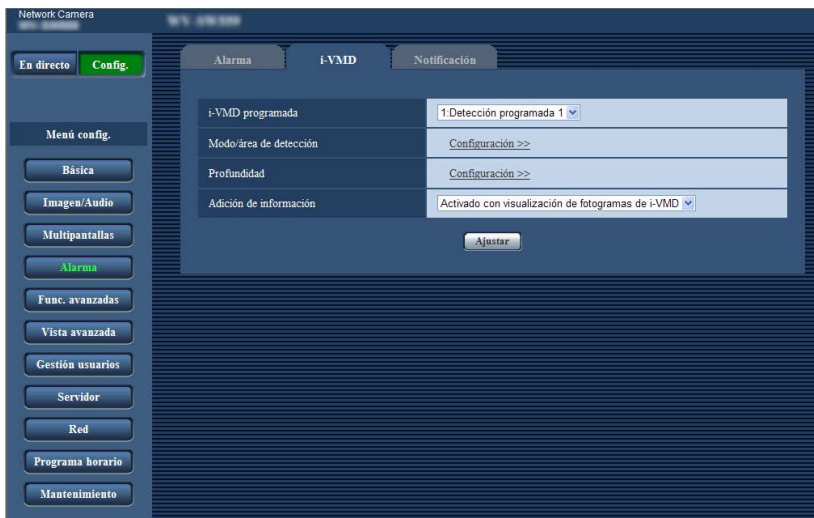 Network Camera
En directo
Config.
Menú config.
Básica
Imagen/Audio
Multipantallas
Alarma
Func. avanzadas
Vista avanzada
Gestión usuarios
Servidor
Red
Programa horario
Mantenimiento
Alarma
i-VMD
Notificación
i-VMD programada
1:Detección programada 1
Modo/área de detección
Configuración >>
Profundidad
Configuración >>
Adición de información
Activado con visualización de fotogramas de i-VMD
Ajustar